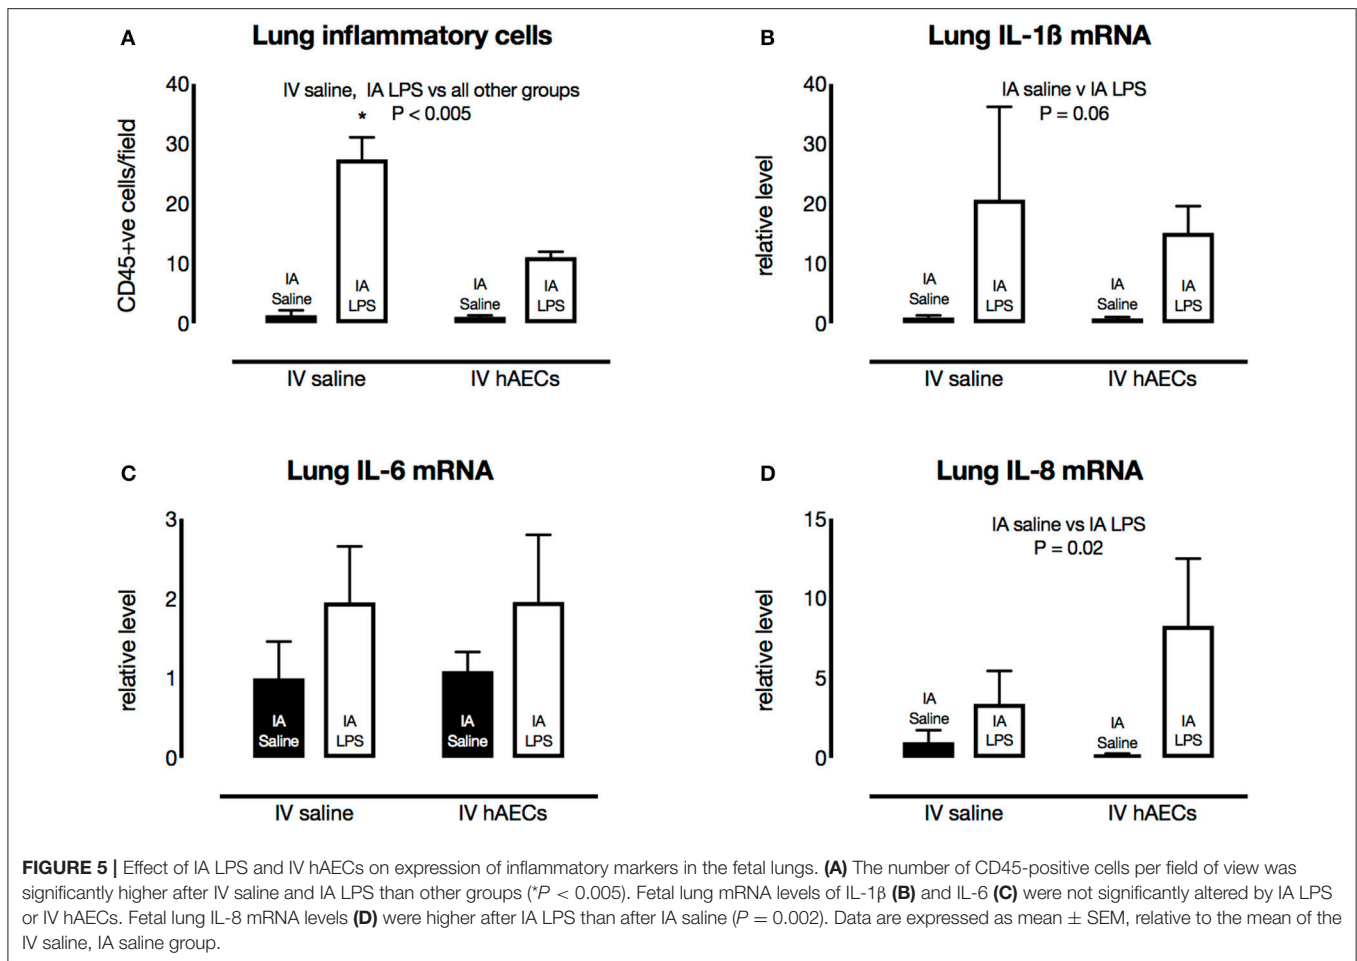 A
Lung inflammatory cells
CD45+ve cells/field
40
30
20
10
0
IV saline, IA LPS vs all other groups
P < 0.005
*
IA
Saline
IA
LPS
IA
Saline
IA
LPS
IV saline
IV hAECs
B
Lung IL-1ß mRNA
relative level
40
30
20
10
0
IA saline v IA LPS
P = 0.06
IA
Saline
IA
LPS
IA
Saline
IA
LPS
IV saline
IV hAECs
C
Lung IL-6 mRNA
relative level
3
2
1
0
IA
Saline
IA
LPS
IA
Saline
IA
LPS
IV saline
IV hAECs
D
Lung IL-8 mRNA
relative level
15
10
5
0
IA saline vs IA LPS
P = 0.02
IA
Saline
IA
LPS
IA
Saline
IA
LPS
IV saline
IV hAECs
FIGURE 5 | Effect of IA LPS and IV hAECs on expression of inflammatory markers in the fetal lungs. (A) The number of CD45-positive cells per field of view was
significantly higher after IV saline and IA LPS than other groups (*P < 0.005). Fetal lung mRNA levels of IL-1β (B) and IL-6 (C) were not significantly altered by IA LPS
or IV hAECs. Fetal lung IL-8 mRNA levels (D) were higher after IA LPS than after IA saline (P = 0.002). Data are expressed as mean ± SEM, relative to the mean of the
IV saline, IA saline group.